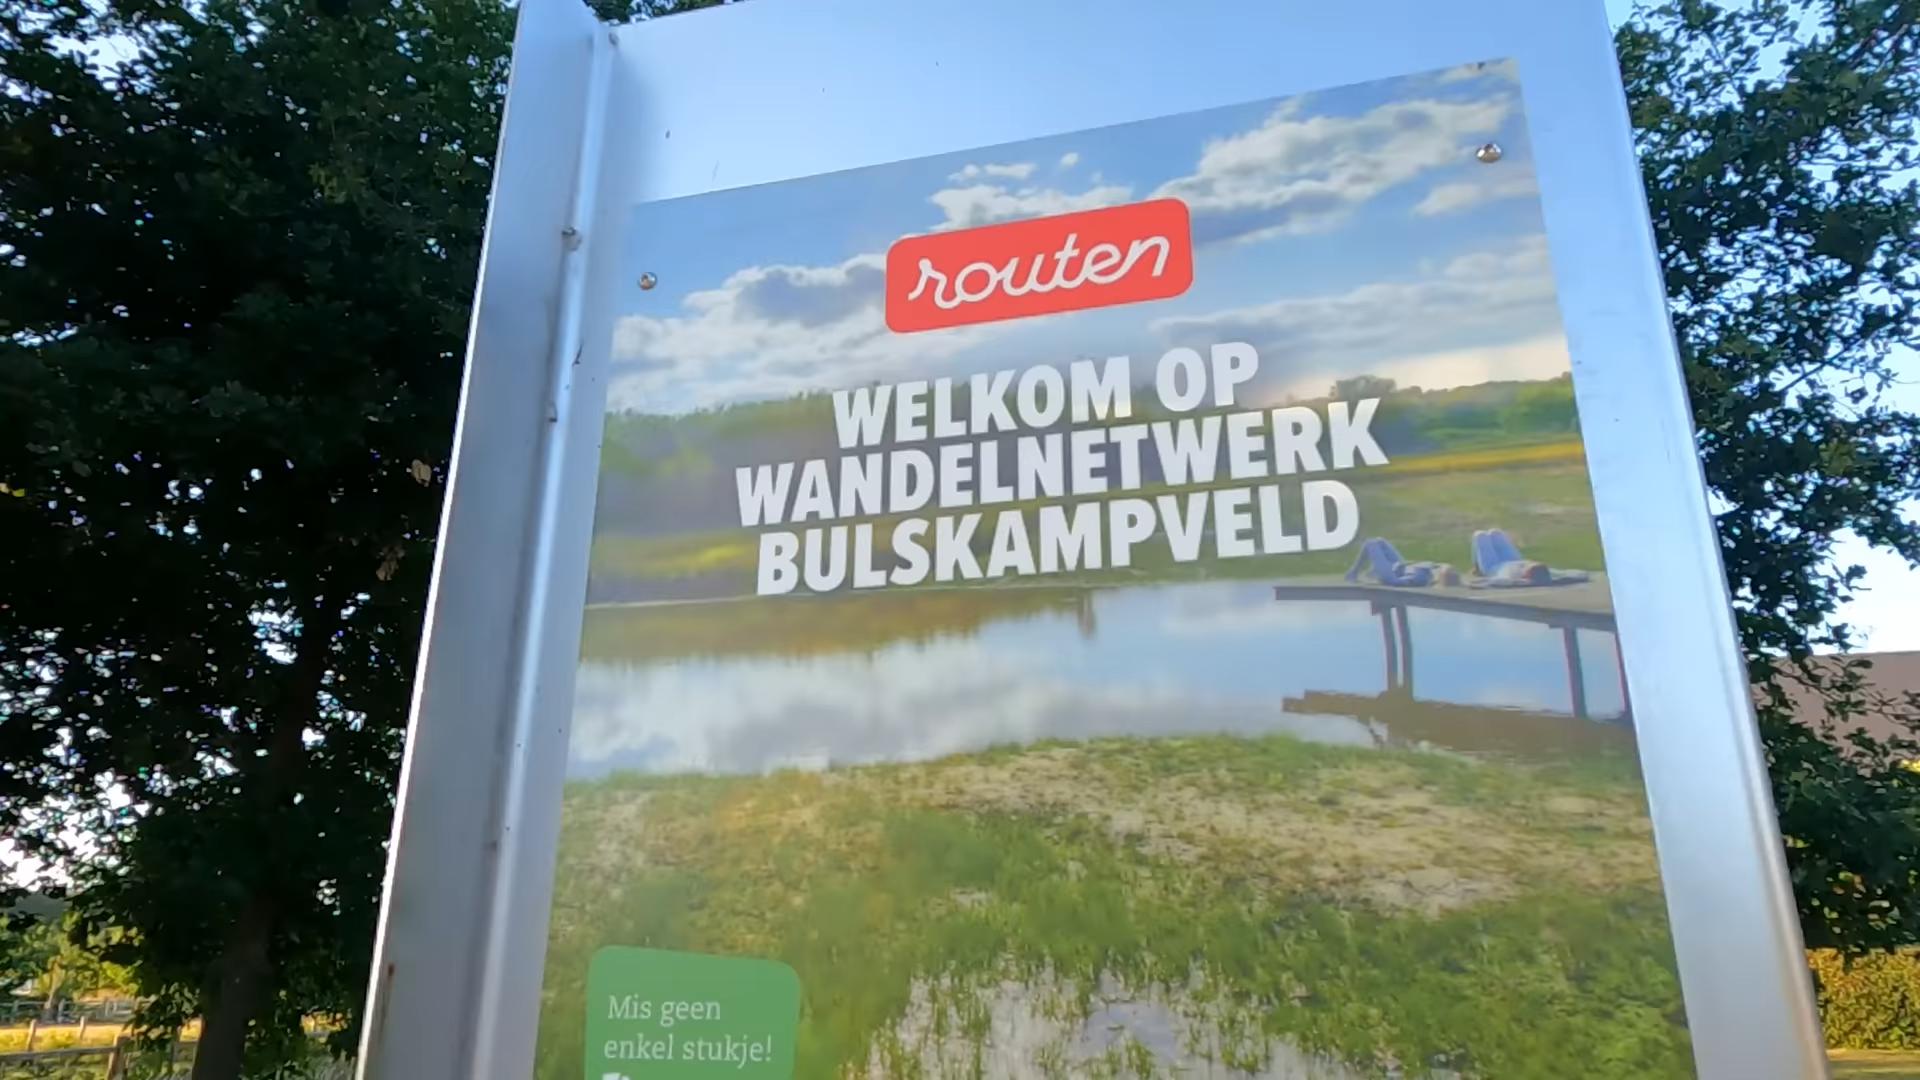 routen
WELKOM OP
WANDELNETWERK
BULSKAMPVELD
Mis geen
enkel stukje!